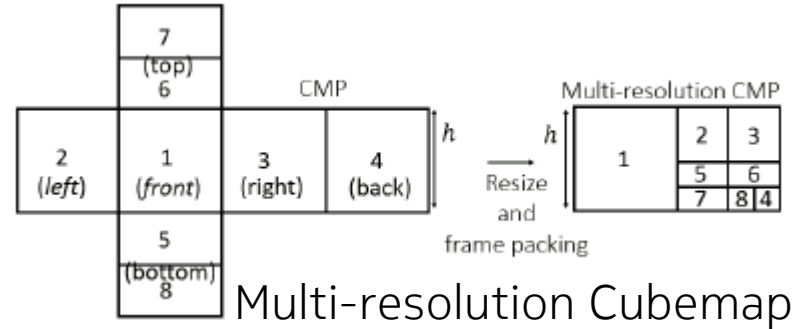 7
(top)
6
CMP
2
(left)
1
(front)
3
(right)
4
(back)
h
5
(bottom)
8
Resize
and
frame packing
Multi-resolution CMP
h
1
2
3
5
6
7
8
4
Multi-resolution Cubemap